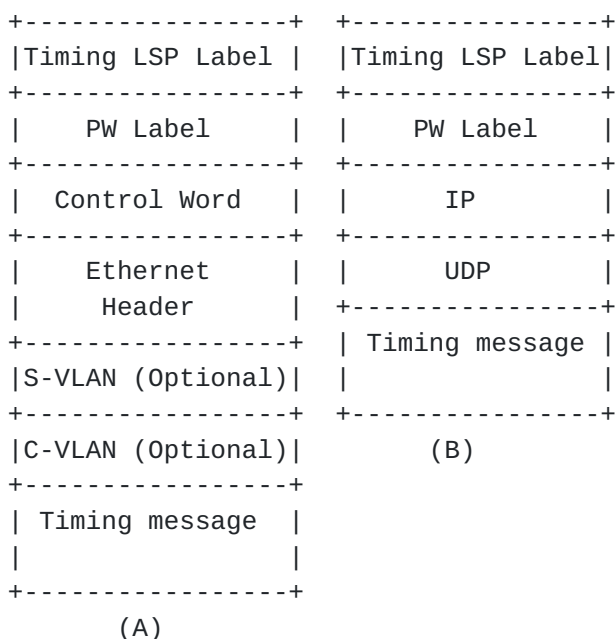 +-----------------+  +----------------+
|Timing LSP Label |  |Timing LSP Label|
+-----------------+  +----------------+
|    PW Label     |  |    PW Label    |
+-----------------+  +----------------+
|  Control Word   |  |      IP        |
+-----------------+  +----------------+
|    Ethernet     |  |      UDP       |
|     Header      |  +----------------+
+-----------------+  | Timing message |
|S-VLAN (Optional)|  |                |
+-----------------+  +----------------+
|C-VLAN (Optional)|        (B)
+-----------------+
| Timing message  |
|                 |
+-----------------+
       (A)